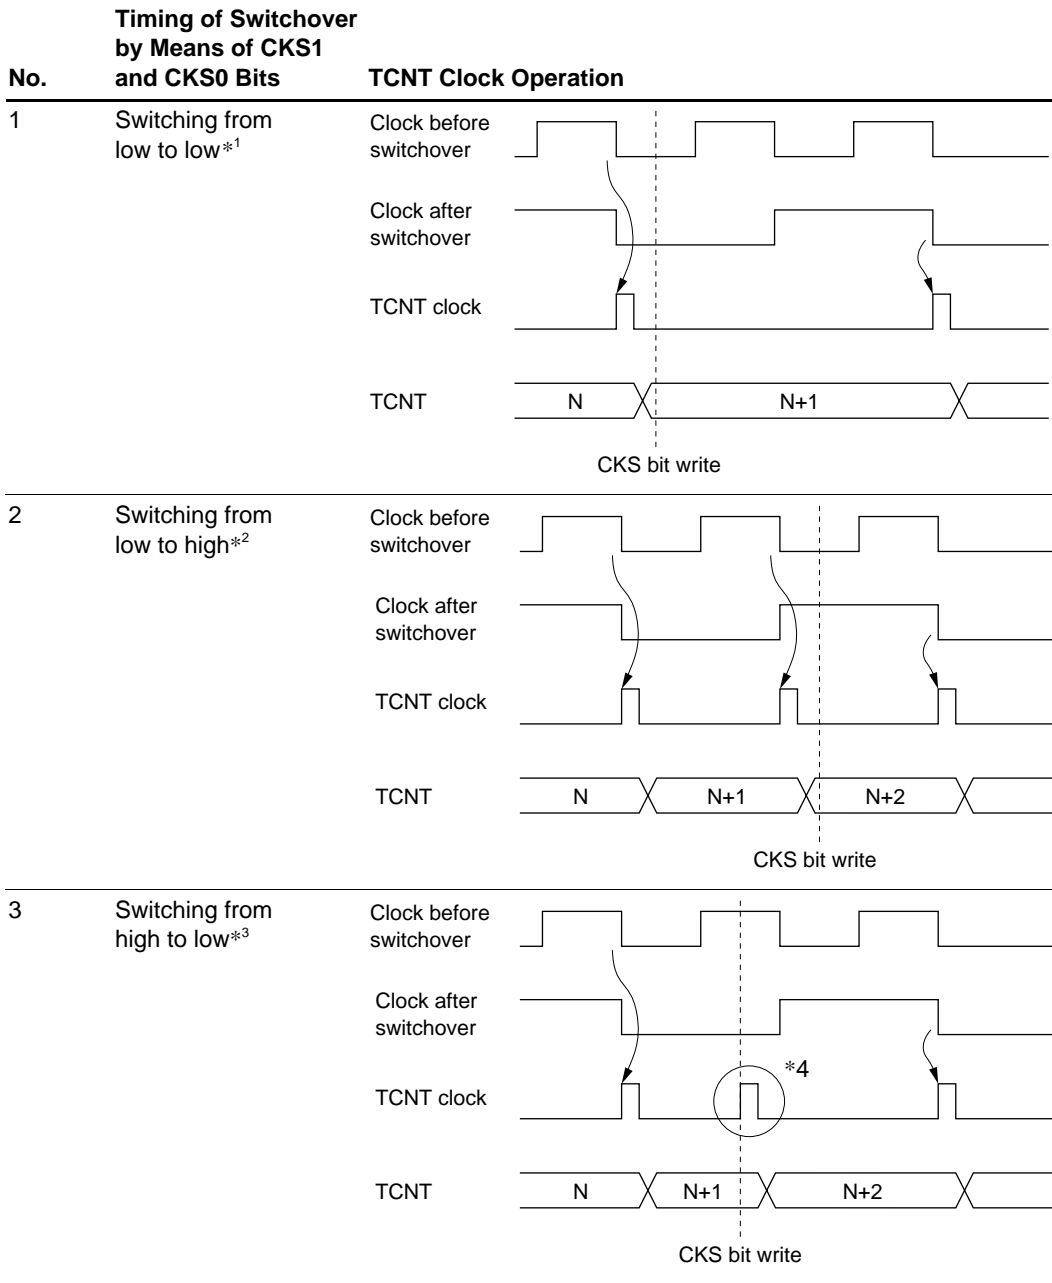 Timing of Switchover
by Means of CKS1
No. and CKS0 Bits TCNT Clock Operation
1 Switching from
low to low*1
Clock before
switchover
Clock after
switchover
TCNT clock
TCNT N N+1
CKS bit write
2 Switching from
low to high*2
Clock before
switchover
Clock after
switchover
TCNT clock
TCNT N N+1 N+2
CKS bit write
3 Switching from
high to low*3
Clock before
switchover
Clock after
switchover
*4
TCNT clock
TCNT N N+1 N+2
CKS bit write